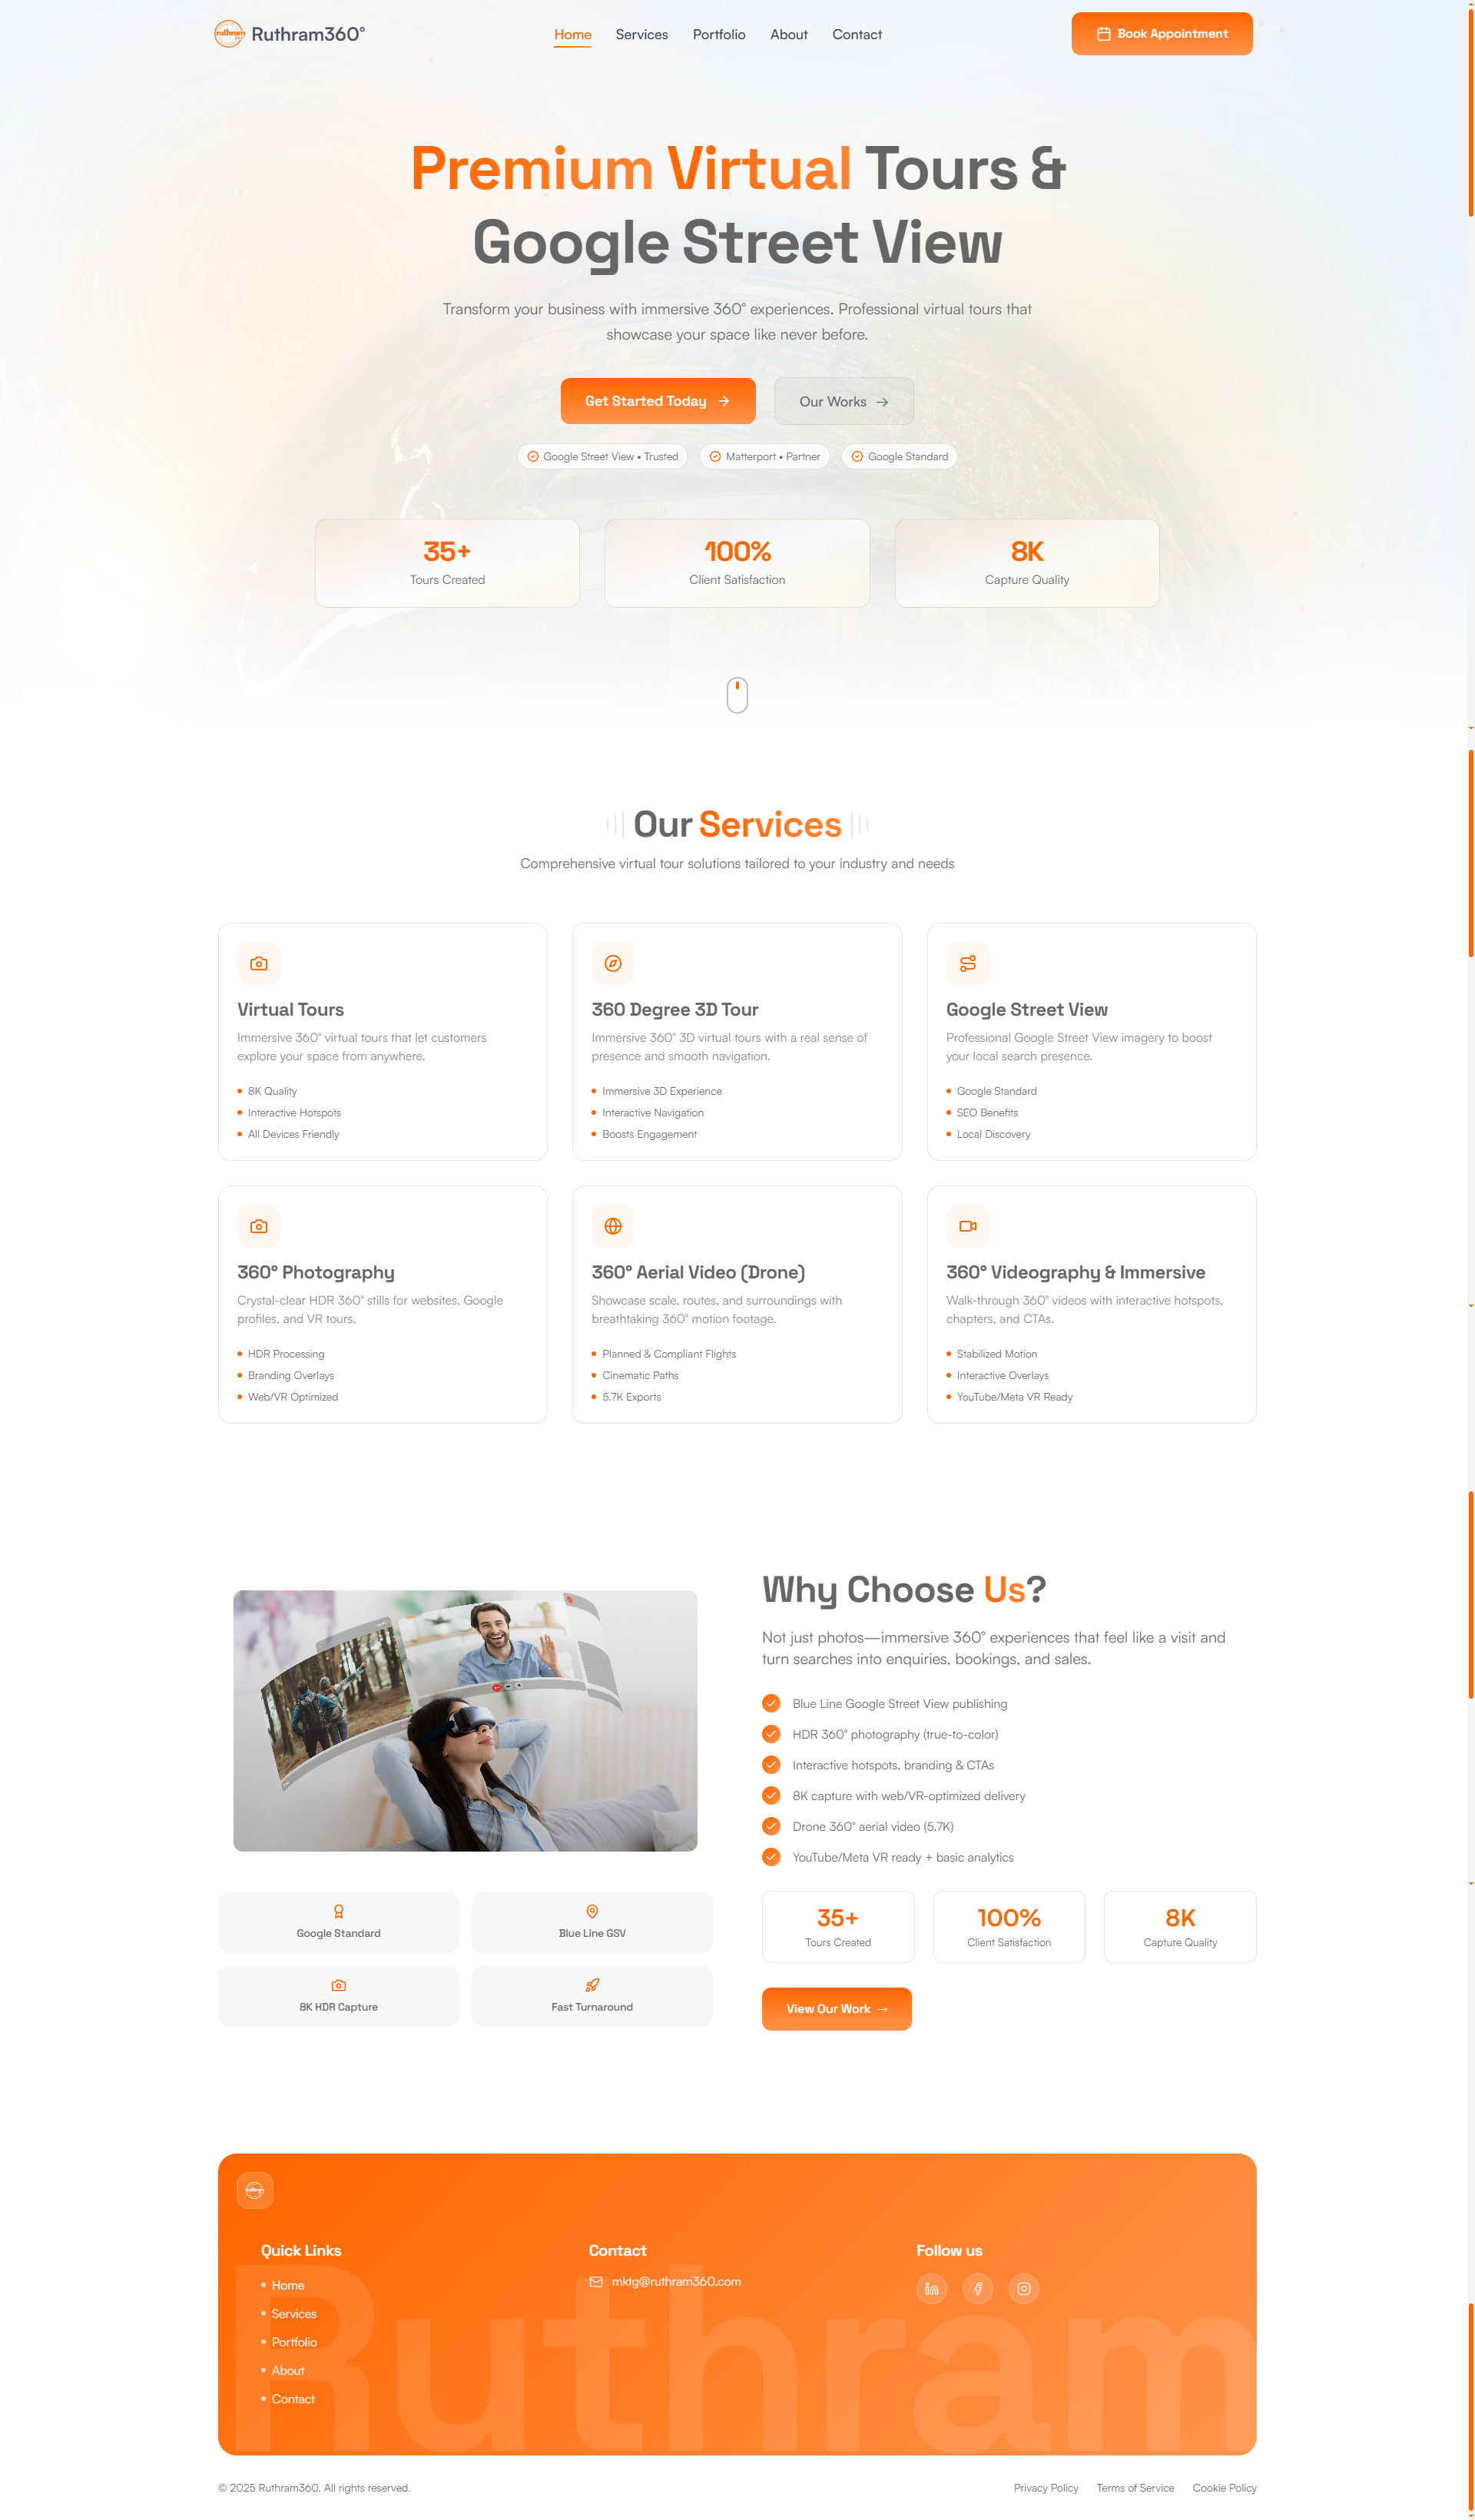 ruthram
Ruthram360°
Home
Services
Portfolio
About
Contact
Book Appointment
Premium Virtual Tours &
Google Street View
Transform your business with immersive 360° experiences. Professional virtual tours that
showcase your space like never before.
Get Started Today →
Our Works →
Google Street View • Trusted
Matterport • Partner
Google Standard
35+
Tours Created
100%
Client Satisfaction
8K
Capture Quality
Our Services
Comprehensive virtual tour solutions tailored to your industry and needs
Virtual Tours
Immersive 360° virtual tours that let customers
explore your space from anywhere.
8K Quality
Interactive Hotspots
All Devices Friendly
360 Degree 3D Tour
Immersive 360° 3D virtual tours with a real sense of
presence and smooth navigation.
Immersive 3D Experience
Interactive Navigation
Boosts Engagement
Google Street View
Professional Google Street View imagery to boost
your local search presence.
Google Standard
SEO Benefits
Local Discovery
360° Photography
Crystal-clear HDR 360° stills for websites, Google
profiles, and VR tours.
HDR Processing
Branding Overlays
Web/VR Optimized
360° Aerial Video (Drone)
Showcase scale, routes, and surroundings with
breathtaking 360° motion footage.
Planned & Compliant Flights
Cinematic Paths
5.7K Exports
360° Videography & Immersive
Walk-through 360° videos with interactive hotspots,
chapters, and CTAs.
Stabilized Motion
Interactive Overlays
YouTube/Meta VR Ready
Why Choose Us?
Not just photos—immersive 360° experiences that feel like a visit and
turn searches into enquiries, bookings, and sales.
Blue Line Google Street View publishing
HDR 360° photography (true-to-color)
Interactive hotspots, branding & CTAs
8K capture with web/VR-optimized delivery
Drone 360° aerial video (5.7K)
YouTube/Meta VR ready + basic analytics
Google Standard
Blue Line GSV
8K HDR Capture
Fast Turnaround
35+
Tours Created
100%
Client Satisfaction
8K
Capture Quality
View Our Work →
Quick Links
Home
Services
Portfolio
About
Contact
Contact
mktg@ruthram360.com
Follow us
Ruthram
© 2025 Ruthram360. All rights reserved.
Privacy Policy
Terms of Service
Cookie Policy